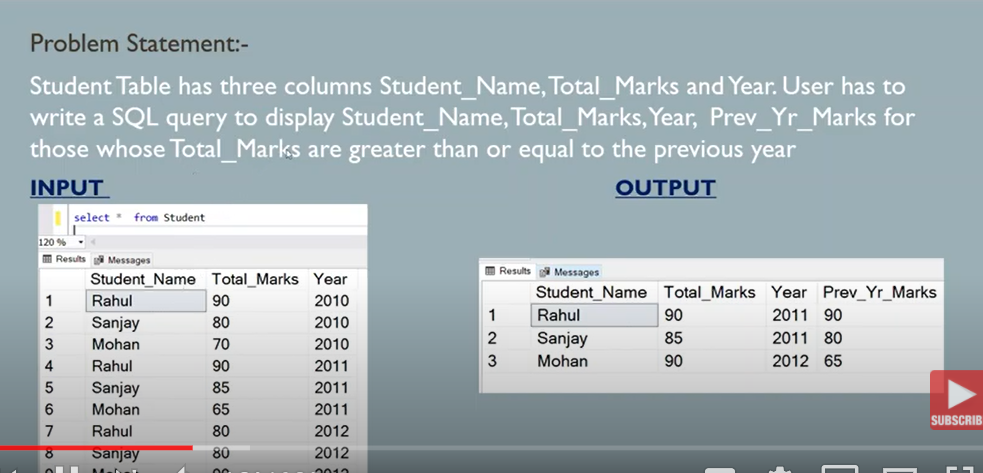 Problem Statement:-
Student Table has three columns Student_Name,Total_Marks and Year. User has to
write a SQL query to display Student_Name,Total_Marks,Year, Prev_Yr_Marks for
those whose Total_Marks are greater than or equal to the previous year
INPUT
select * from Student
120 %
Results Messages
Student_Name Total_Marks Year
1 Rahul 90 2010
2 Sanjay 80 2010
3 Mohan 70 2010
4 Rahul 90 2011
5 Sanjay 85 2011
6 Mohan 65 2011
7 Rahul 80 2012
8 Sanjay 80 2012
OUTPUT
Results Messages
Student_Name Total_Marks Year Prev_Yr_Marks
1 Rahul 90 2011 90
2 Sanjay 85 2011 80
3 Mohan 90 2012 65
SUBSCRIB